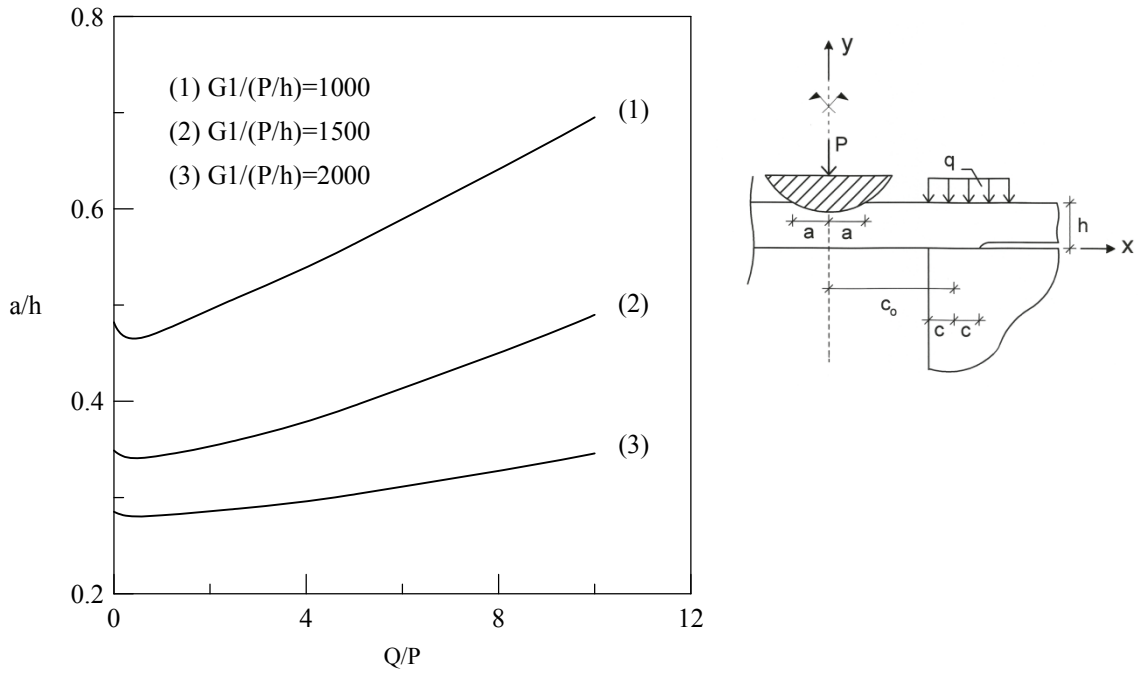 0.8
(1) G1/(P/h)=1000
(2) G1/(P/h)=1500
(3) G1/(P/h)=2000
(1)
0.6
a/h
(2)
0.4
(3)
0.2
0 4 8 12
Q/P
y
P
q
a a
h
x
c₀
c c